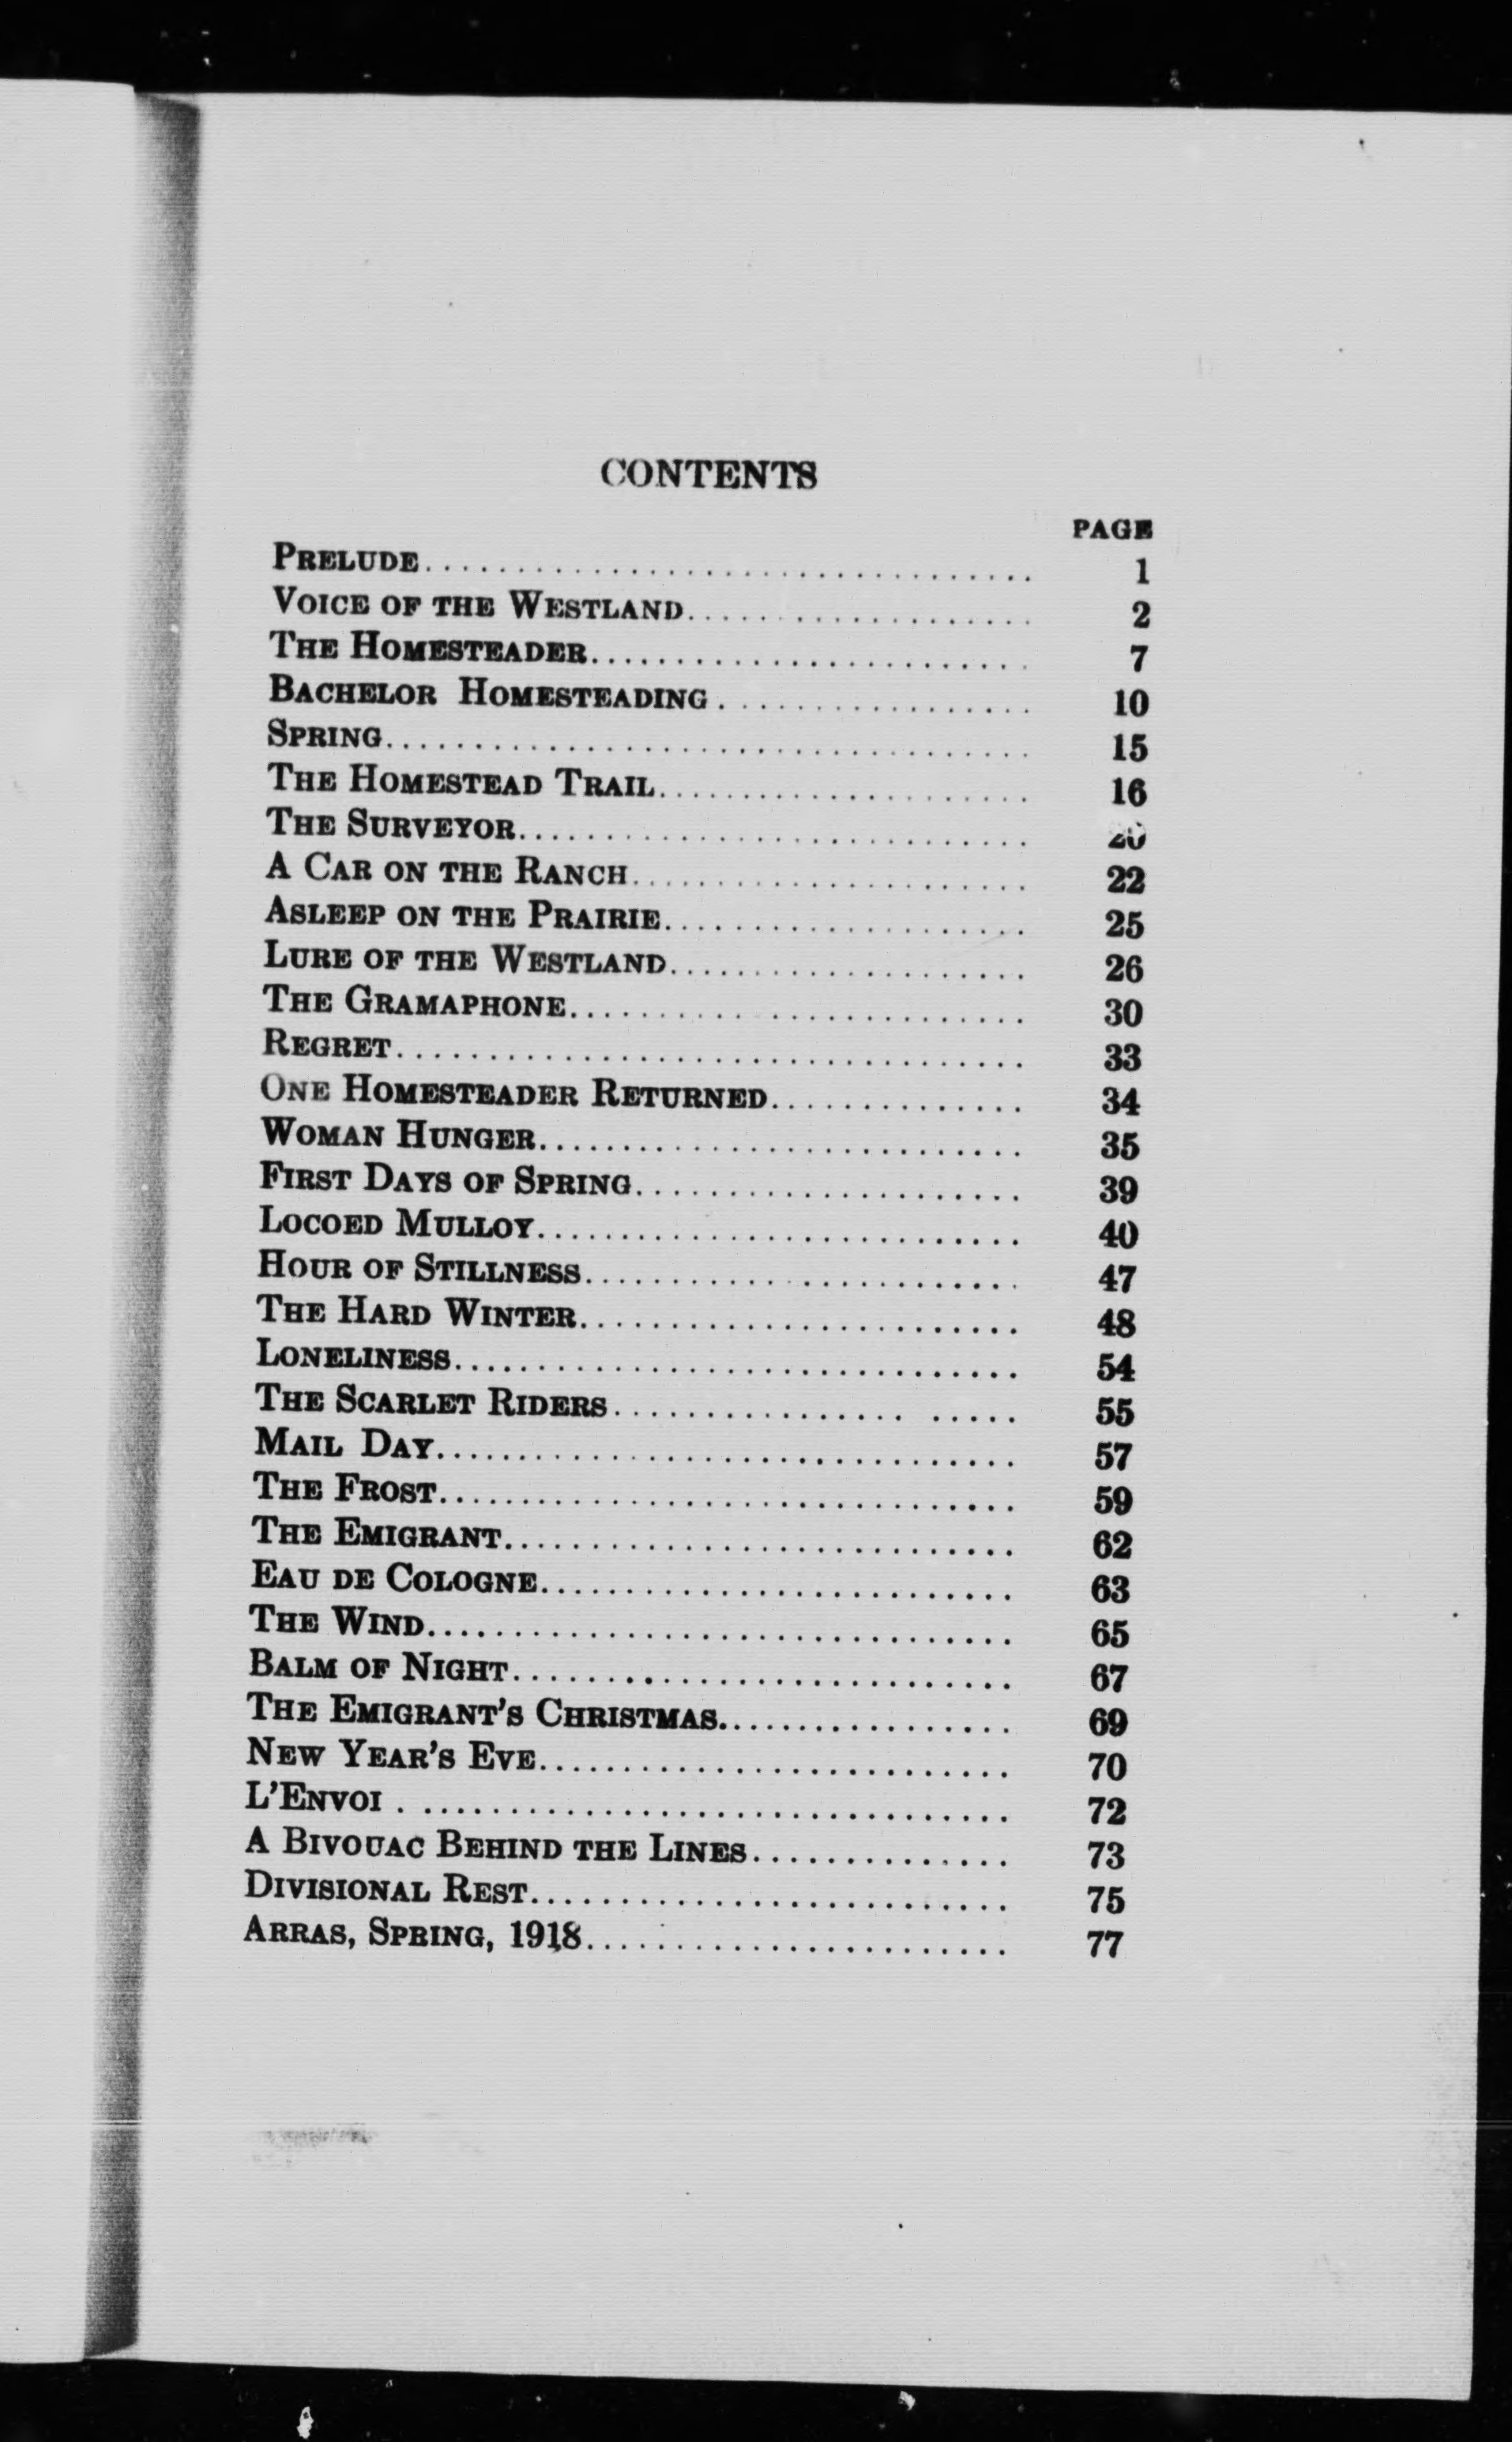 CONTENTS
PAGE
PRELUDE.................................. 1
VOICE OF THE WESTLAND................... 2
THE HOMESTEADER........................ 7
BACHELOR HOMESTEADING................. 10
SPRING.................................. 15
THE HOMESTEAD TRAIL.................... 16
THE SURVEYOR........................... 20
A CAR ON THE RANCH..................... 22
ASLEEP ON THE PRAIRIE.................. 25
LURE OF THE WESTLAND................... 26
THE GRAMAPHONE......................... 30
REGRET.................................. 33
ONE HOMESTEADER RETURNED.............. 34
WOMAN HUNGER........................... 35
FIRST DAYS OF SPRING................... 39
LOCOED MULLOY.......................... 40
HOUR OF STILLNESS...................... 47
THE HARD WINTER........................ 48
LONELINESS.............................. 54
THE SCARLET RIDERS..................... 55
MAIL DAY................................ 57
THE FROST............................... 59
THE EMIGRANT........................... 62
EAU DE COLOGNE......................... 63
THE WIND................................ 65
BALM OF NIGHT.......................... 67
THE EMIGRANT'S CHRISTMAS.............. 69
NEW YEAR'S EVE......................... 70
L'ENVOI................................. 72
A BIVOUAC BEHIND THE LINES............ 73
DIVISIONAL REST........................ 75
ARRAS, SPRING, 1918.................... 77